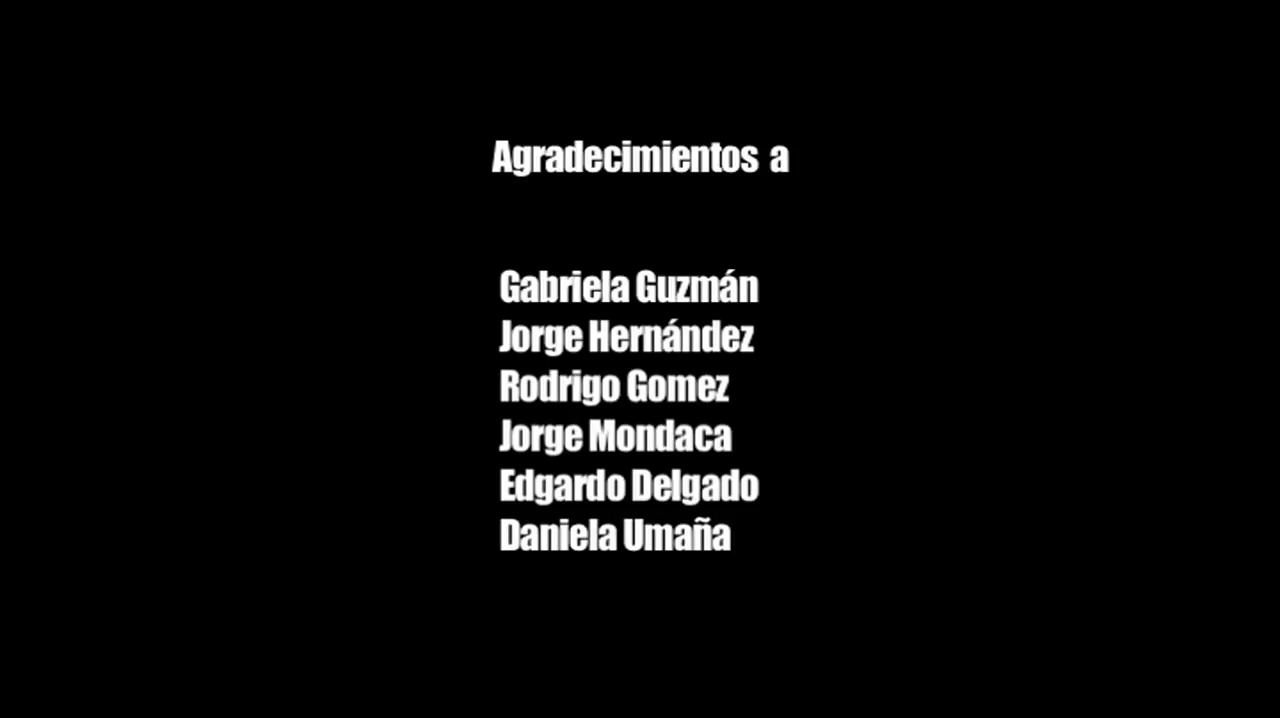 Agradecimientos a
Gabriela Guzmán
Jorge Hernández
Rodrigo Gomez
Jorge Mondaca
Edgardo Delgado
Daniela Umaña